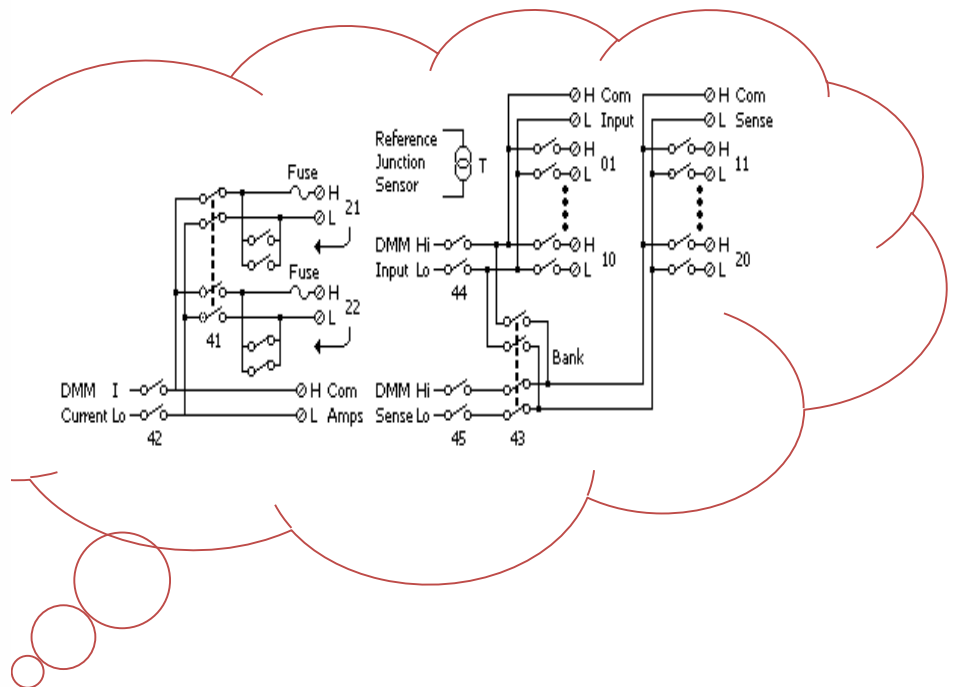 H Com
L Input
H
01
L
H
10
L
H Com
L Sense
H
11
L
H
20
L
Reference
Junction
Sensor
T
Fuse
H
21
L
Fuse
H
22
L
41
DMM Hi
Input Lo
44
Bank
DMM I
Current Lo
42
H Com
L Amps
DMM Hi
Sense Lo
45
43